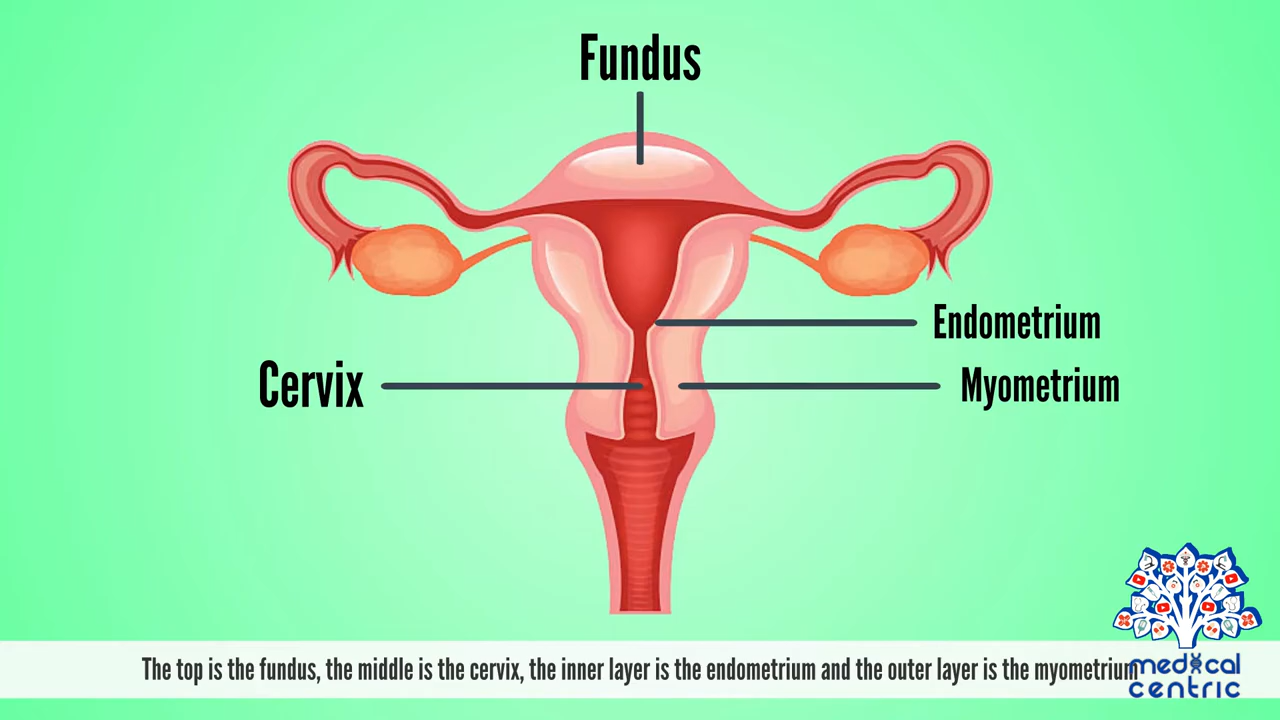 Fundus
Endometrium
Cervix
Myometrium
The top is the fundus, the middle is the cervix, the inner layer is the endometrium and the outer layer is the myometrium
medical
centric